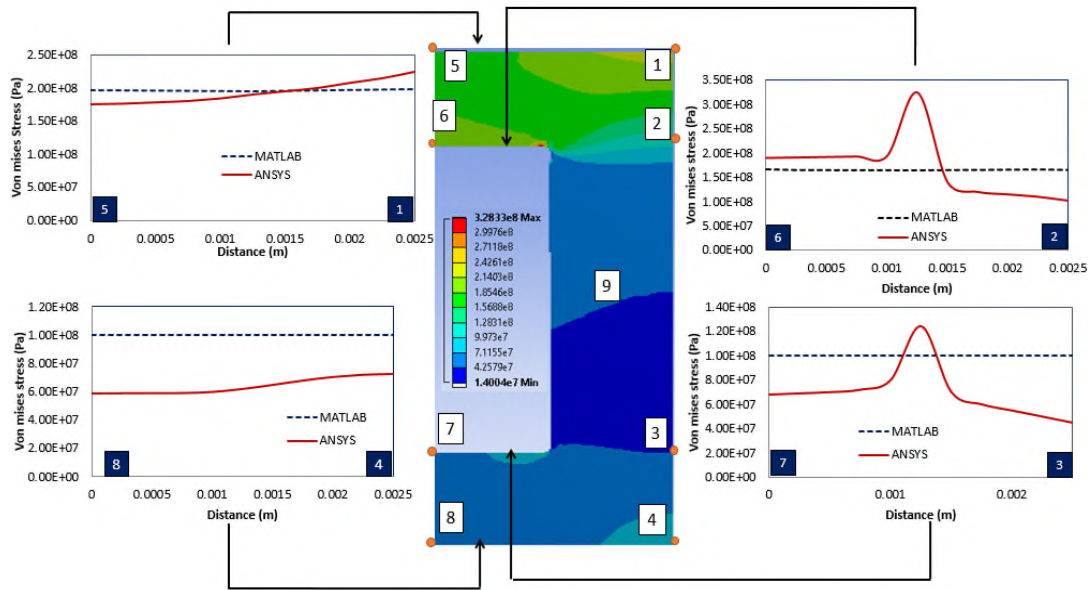 2.50E+08
2.00E+08
1.50E+08
1.00E+08
5.00E+07
0.00E+00
Von mises Stress (Pa)
MATLAB
ANSYS
5
1
0 0.0005 0.001 0.0015 0.002 0.0025
Distance (m)
1.20E+08
1.00E+08
8.00E+07
6.00E+07
4.00E+07
2.00E+07
0.00E+00
Von mises Stress (Pa)
MATLAB
ANSYS
8
4
0 0.0005 0.001 0.0015 0.002 0.0025
Distance (m)
5
1
6
2
3.2833e8 Max
2.9976e8
2.7118e8
2.4261e8
2.1403e8
1.8546e8
1.5688e8
1.2831e8
9.973e7
7.1155e7
4.2579e7
1.4004e7 Min
9
7
3
8
4
3.50E+08
3.00E+08
2.50E+08
2.00E+08
1.50E+08
1.00E+08
5.00E+07
0.00E+00
Von mises Stress (Pa)
MATLAB
ANSYS
6
2
0 0.0005 0.001 0.0015 0.002 0.0025
Distance (m)
1.40E+08
1.20E+08
1.00E+08
8.00E+07
6.00E+07
4.00E+07
2.00E+07
0.00E+00
Von mises Stress (Pa)
MATLAB
ANSYS
7
3
0 0.001 0.002
Distance (m)